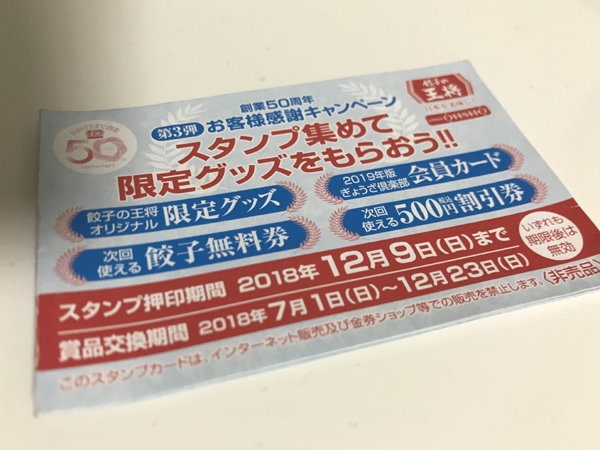 創業50周年
第3弾 お客様感謝キャンペーン
スタンプ集めて
限定グッズをもらおう!!
餃子の王将
OHSHO
50
餃子の王将オリジナル 限定グッズ
2019年版ぎょうざ倶楽部 会員カード
次回使える 餃子無料券
次回使える 500円税込割引券
スタンプ押印期間 2018年12月9日(日)まで
賞品交換期間 2018年7月1日(日)〜12月23日(日)
いずれも
期限後は
無効
このスタンプカードは、インターネット販売及び金券ショップ等での販売を禁止します。〈非売品〉